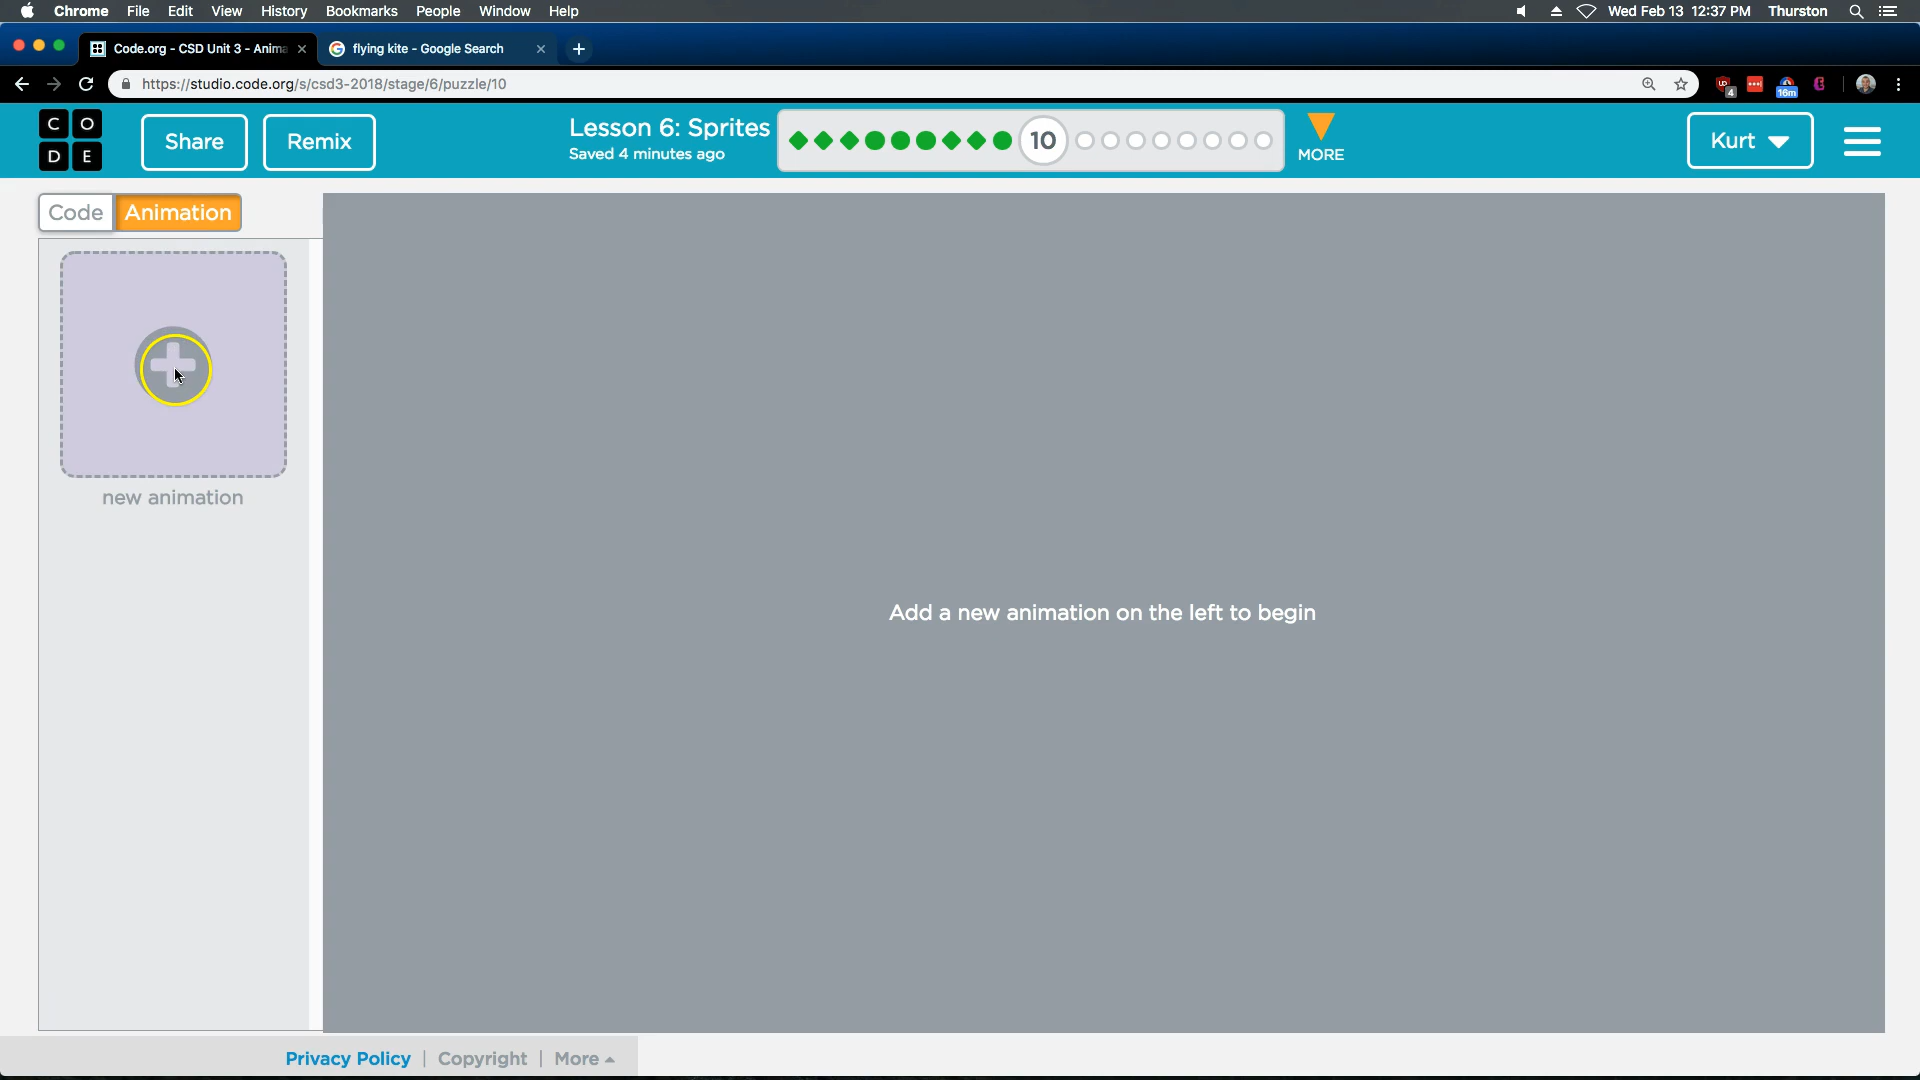 Chrome File Edit View History Bookmarks People Window Help Wed Feb 13 12:37 PM Thurston
Code.org - CSD Unit 3 - Anima flying kite - Google Search
https://studio.code.org/s/csd3-2018/stage/6/puzzle/10
4
16m
C O
D E
Share
Remix
Lesson 6: Sprites
Saved 4 minutes ago
10
MORE
Kurt
Code Animation
new animation
Add a new animation on the left to begin
Privacy Policy | Copyright | More